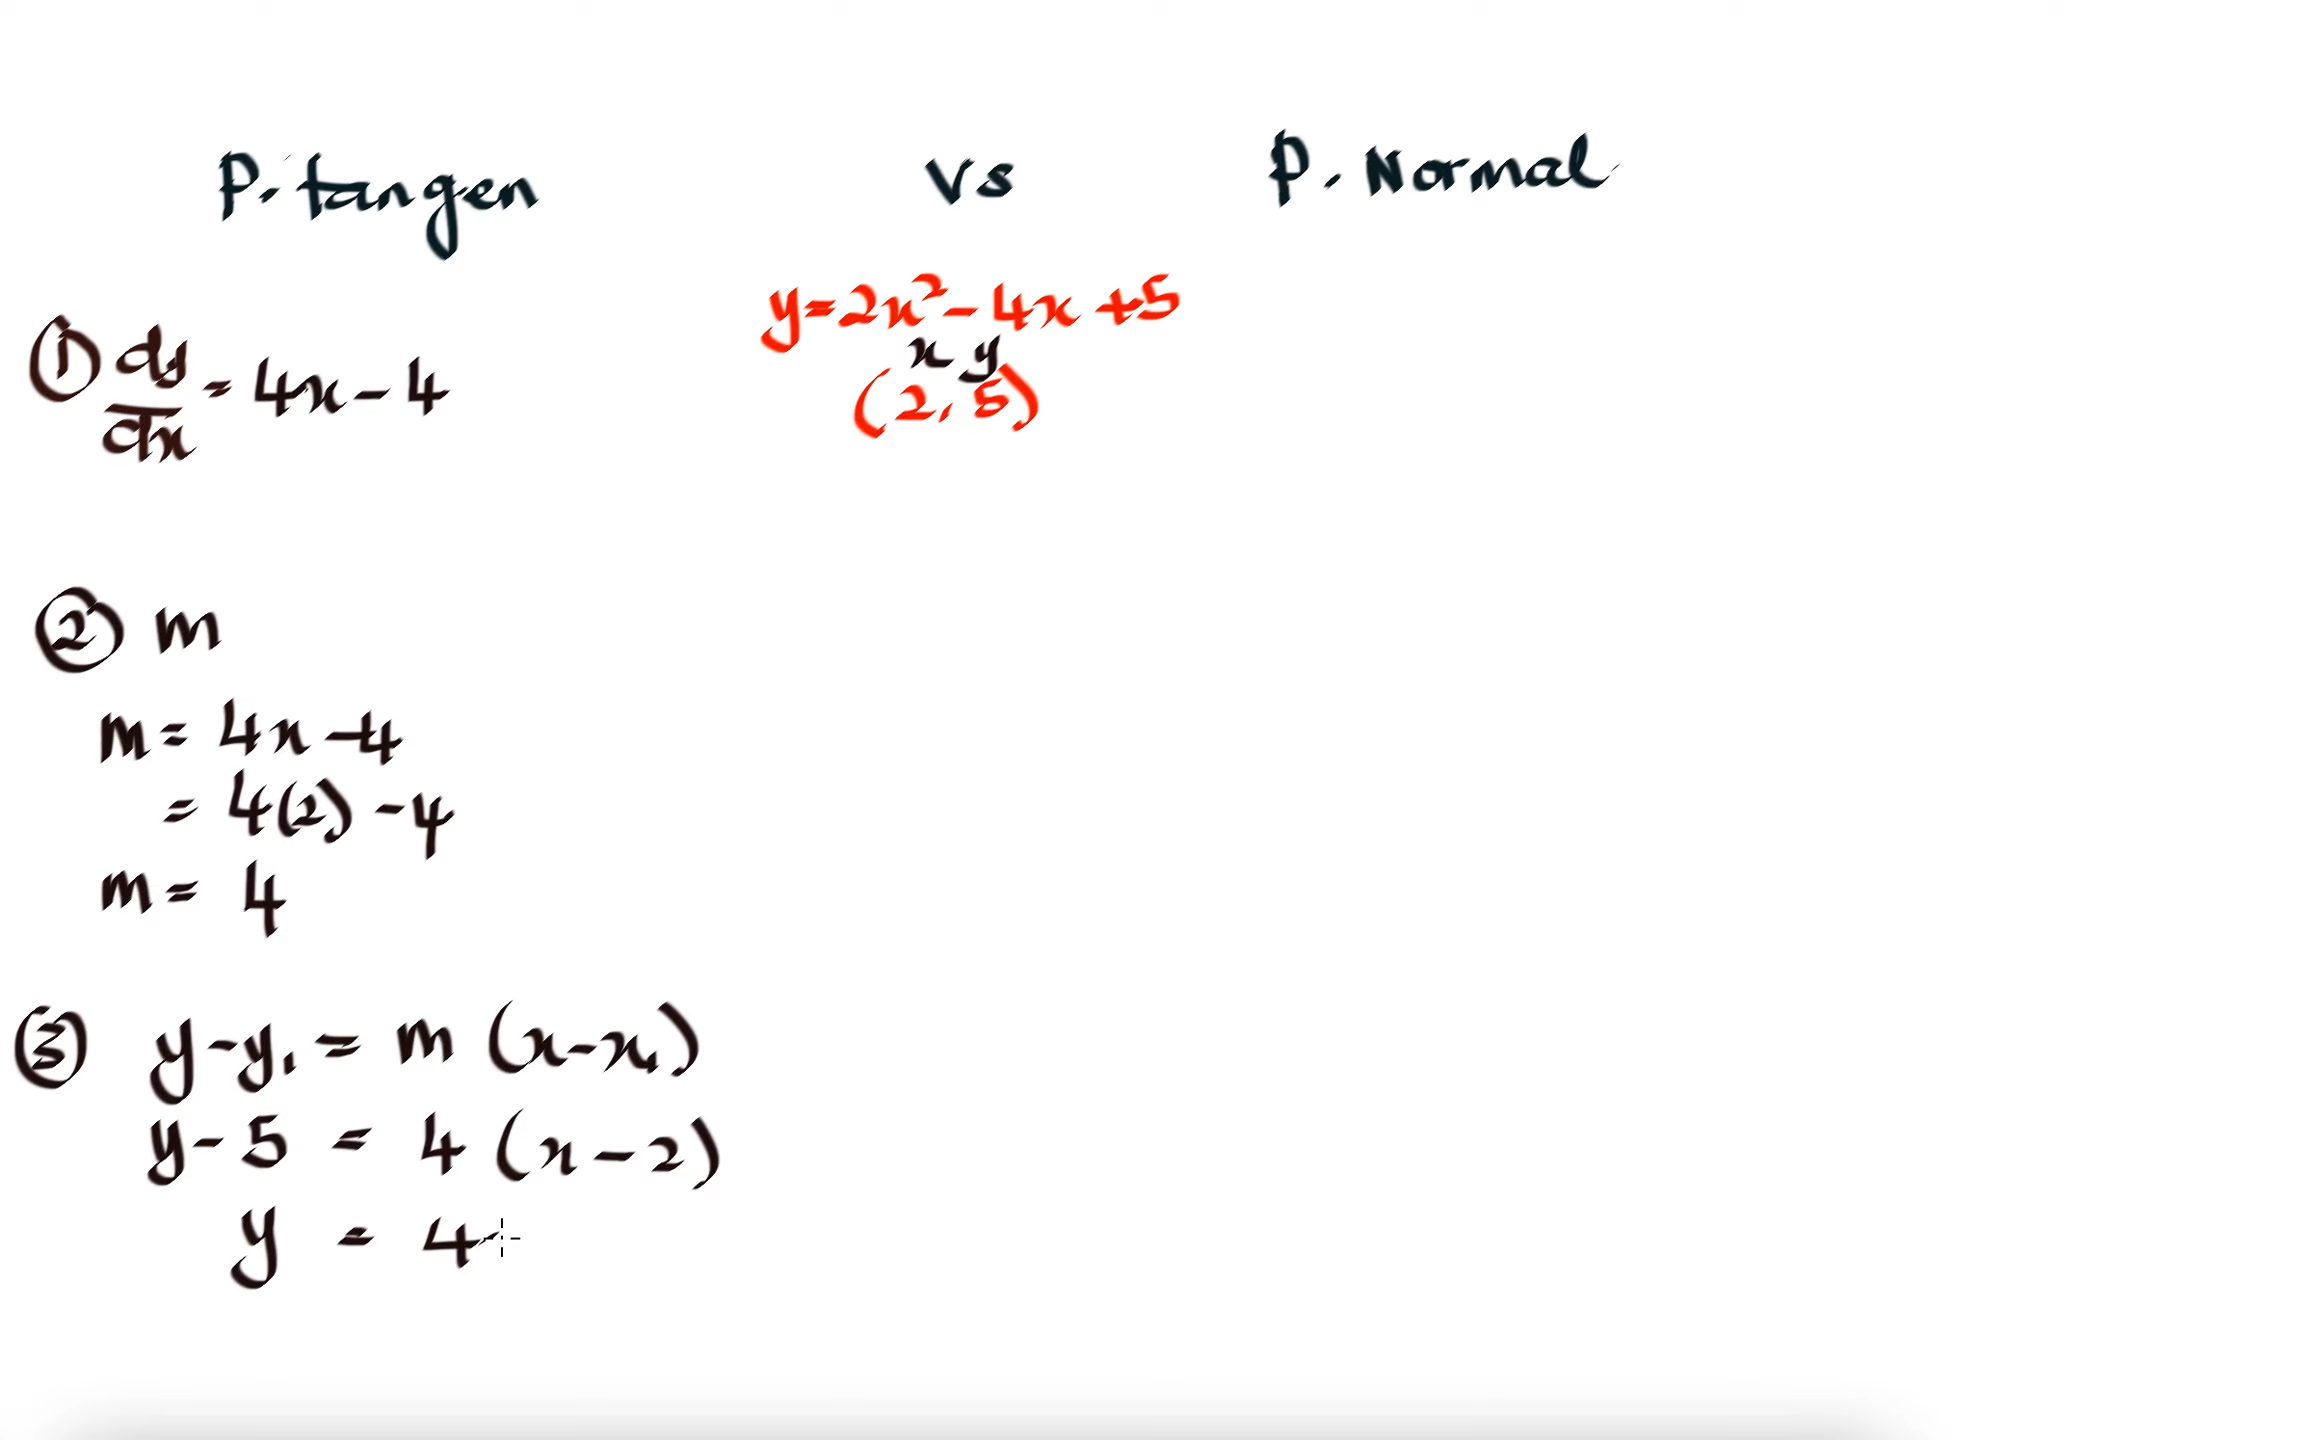 P. tangen Vs P. Normal
y=2x²-4x+5
x y
(2, 5)
① dy/dx = 4x-4
② m
m = 4x-4
= 4(2) -4
m = 4
③ y-y₁ = m (x-x₁)
y-5 = 4 (x-2)
y = 4